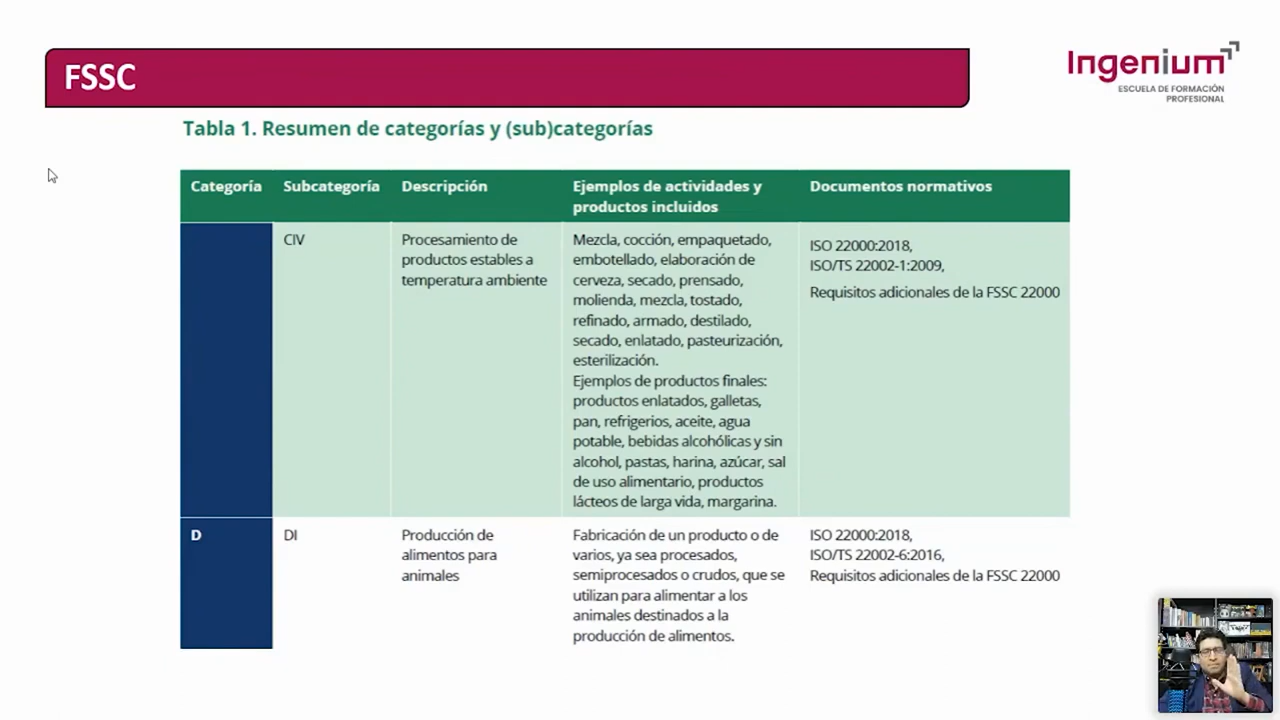 FSSC
Ingenium
ESCUELA DE FORMACIÓN
PROFESIONAL
Tabla 1. Resumen de categorías y (sub)categorías
Categoría
Subcategoría
Descripción
Ejemplos de actividades y
productos incluidos
Documentos normativos
CIV
Procesamiento de
productos estables a
temperatura ambiente
Mezcla, cocción, empaquetado,
embotellado, elaboración de
cerveza, secado, prensado,
molienda, mezcla, tostado,
refinado, armado, destilado,
secado, enlatado, pasteurización,
esterilización.
Ejemplos de productos finales:
productos enlatados, galletas,
pan, refrigerios, aceite, agua
potable, bebidas alcohólicas y sin
alcohol, pastas, harina, azúcar, sal
de uso alimentario, productos
lácteos de larga vida, margarina.
ISO 22000:2018,
ISO/TS 22002-1:2009,
Requisitos adicionales de la FSSC 22000
D
DI
Producción de
alimentos para
animales
Fabricación de un producto o de
varios, ya sea procesados,
semiprocesados o crudos, que se
utilizan para alimentar a los
animales destinados a la
producción de alimentos.
ISO 22000:2018,
ISO/TS 22002-6:2016,
Requisitos adicionales de la FSSC 22000